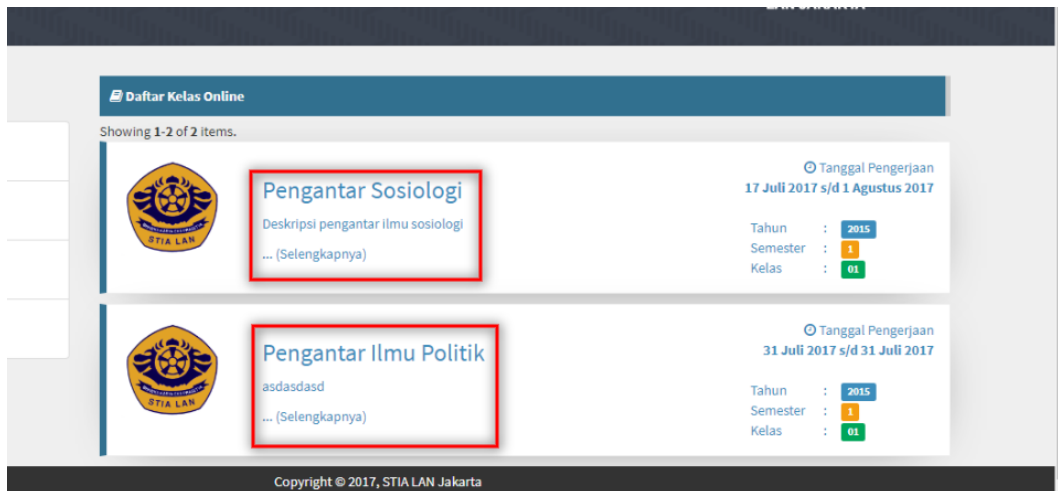 Daftar Kelas Online
Showing 1-2 of 2 items.
Pengantar Sosiologi
Deskripsi pengantar ilmu sosiologi
... (Selengkapnya)
STIA LAN
Tanggal Pengerjaan
17 Juli 2017 s/d 1 Agustus 2017
Tahun : 2015
Semester : 1
Kelas : 01
Pengantar Ilmu Politik
asdasdasd
... (Selengkapnya)
STIA LAN
Tanggal Pengerjaan
31 Juli 2017 s/d 31 Juli 2017
Tahun : 2015
Semester : 1
Kelas : 01
Copyright © 2017, STIA LAN Jakarta